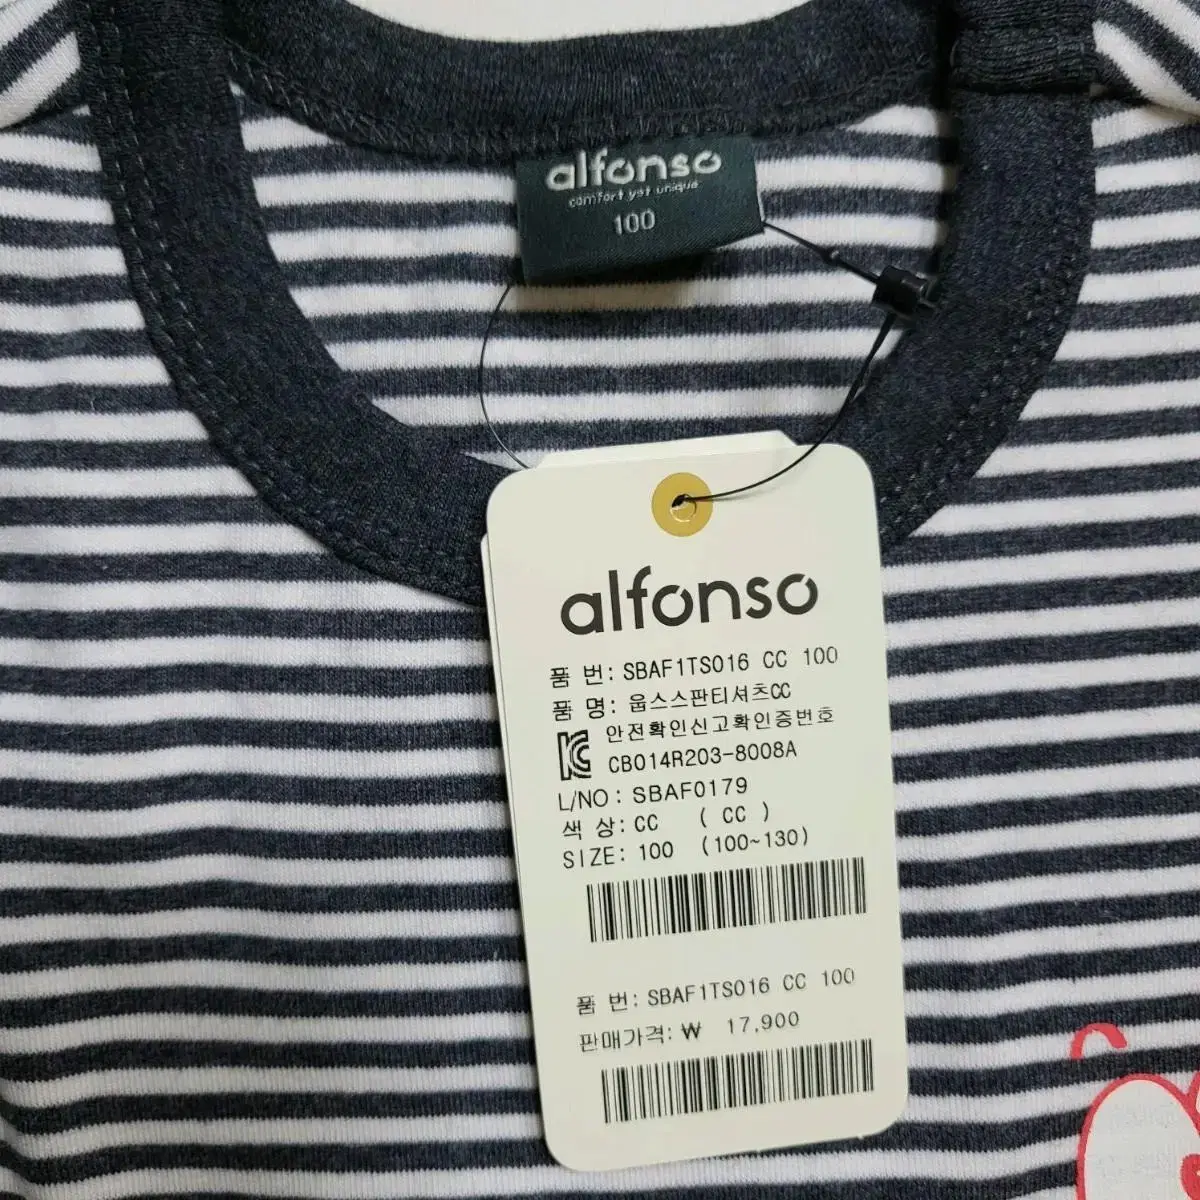 alfonso
comfort yet unique
100
alfonso
품 번: SBAF1TS016 CC 100
품 명: 웁스스판티셔츠CC
안전확인신고확인증번호
CB014R203-8008A
L/NO : SBAF0179
색 상: CC ( CC )
SIZE: 100 (100~130)
품 번: SBAF1TS016 CC 100
판매가격: ₩ 17,900